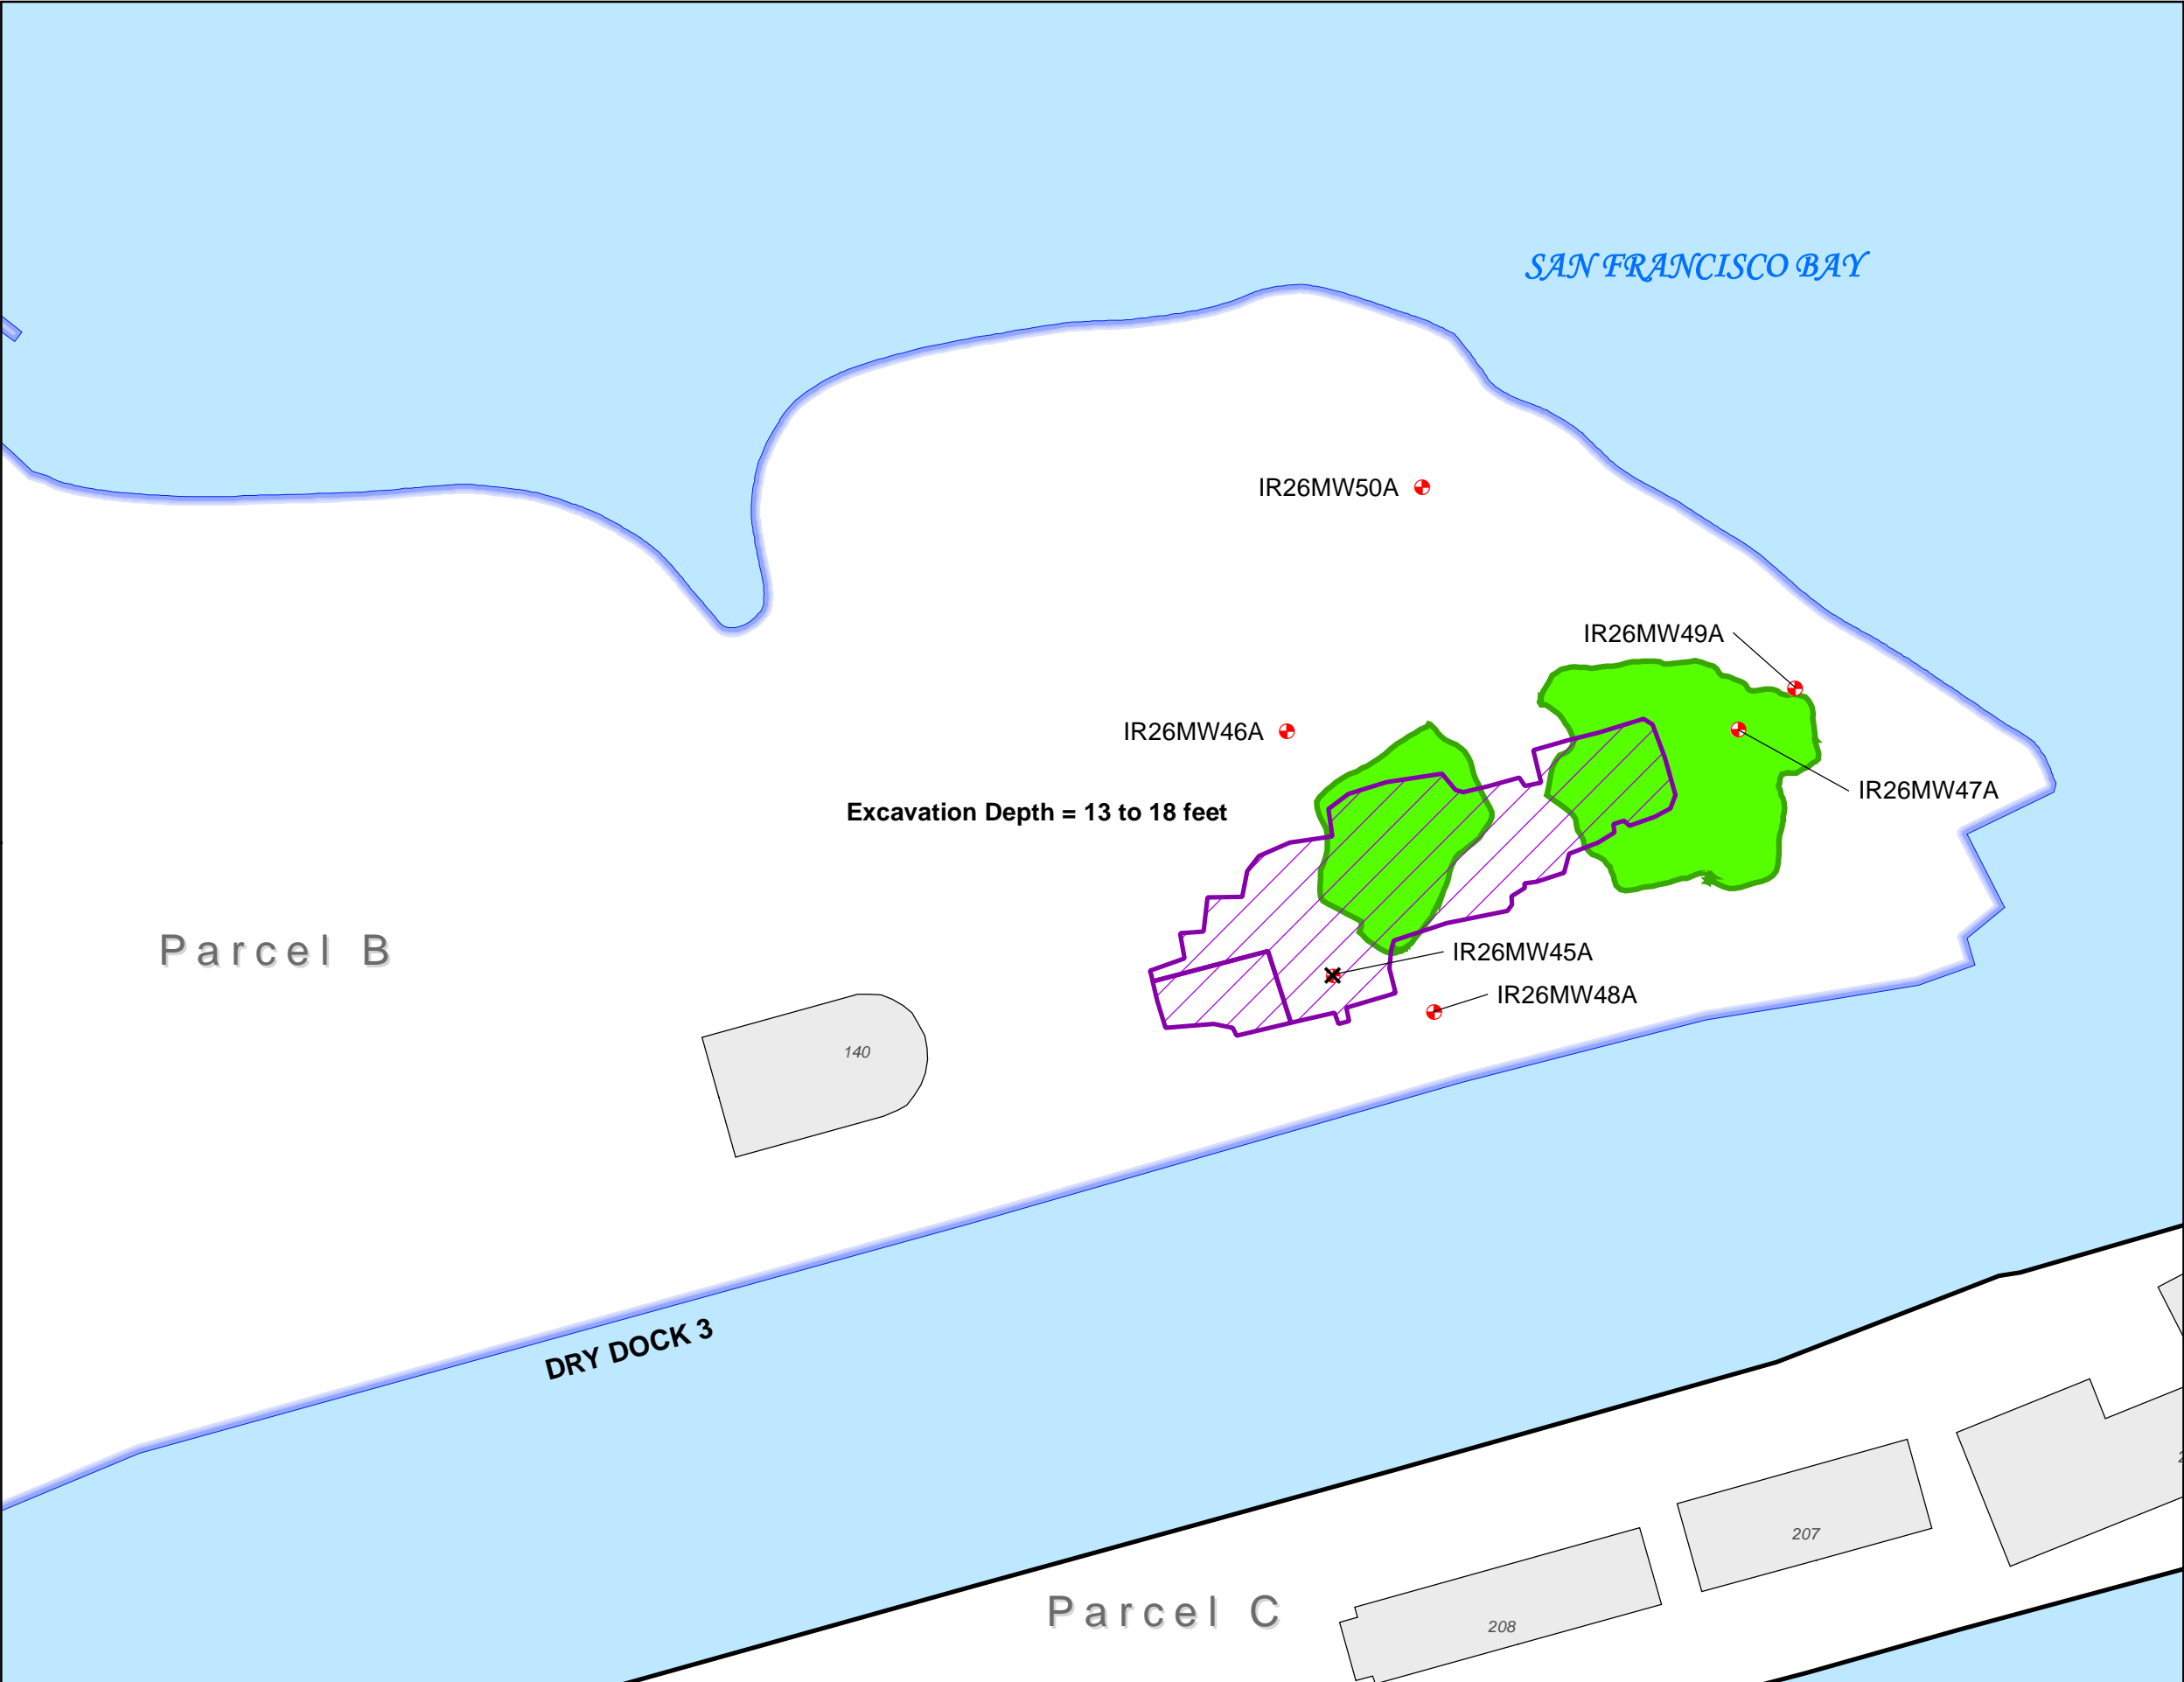 SAN FRANCISCO BAY
IR26MW50A
IR26MW49A
IR26MW46A
IR26MW47A
Excavation Depth = 13 to 18 feet
Parcel B
IR26MW45A
IR26MW48A
140
DRY DOCK 3
207
Parcel C
208